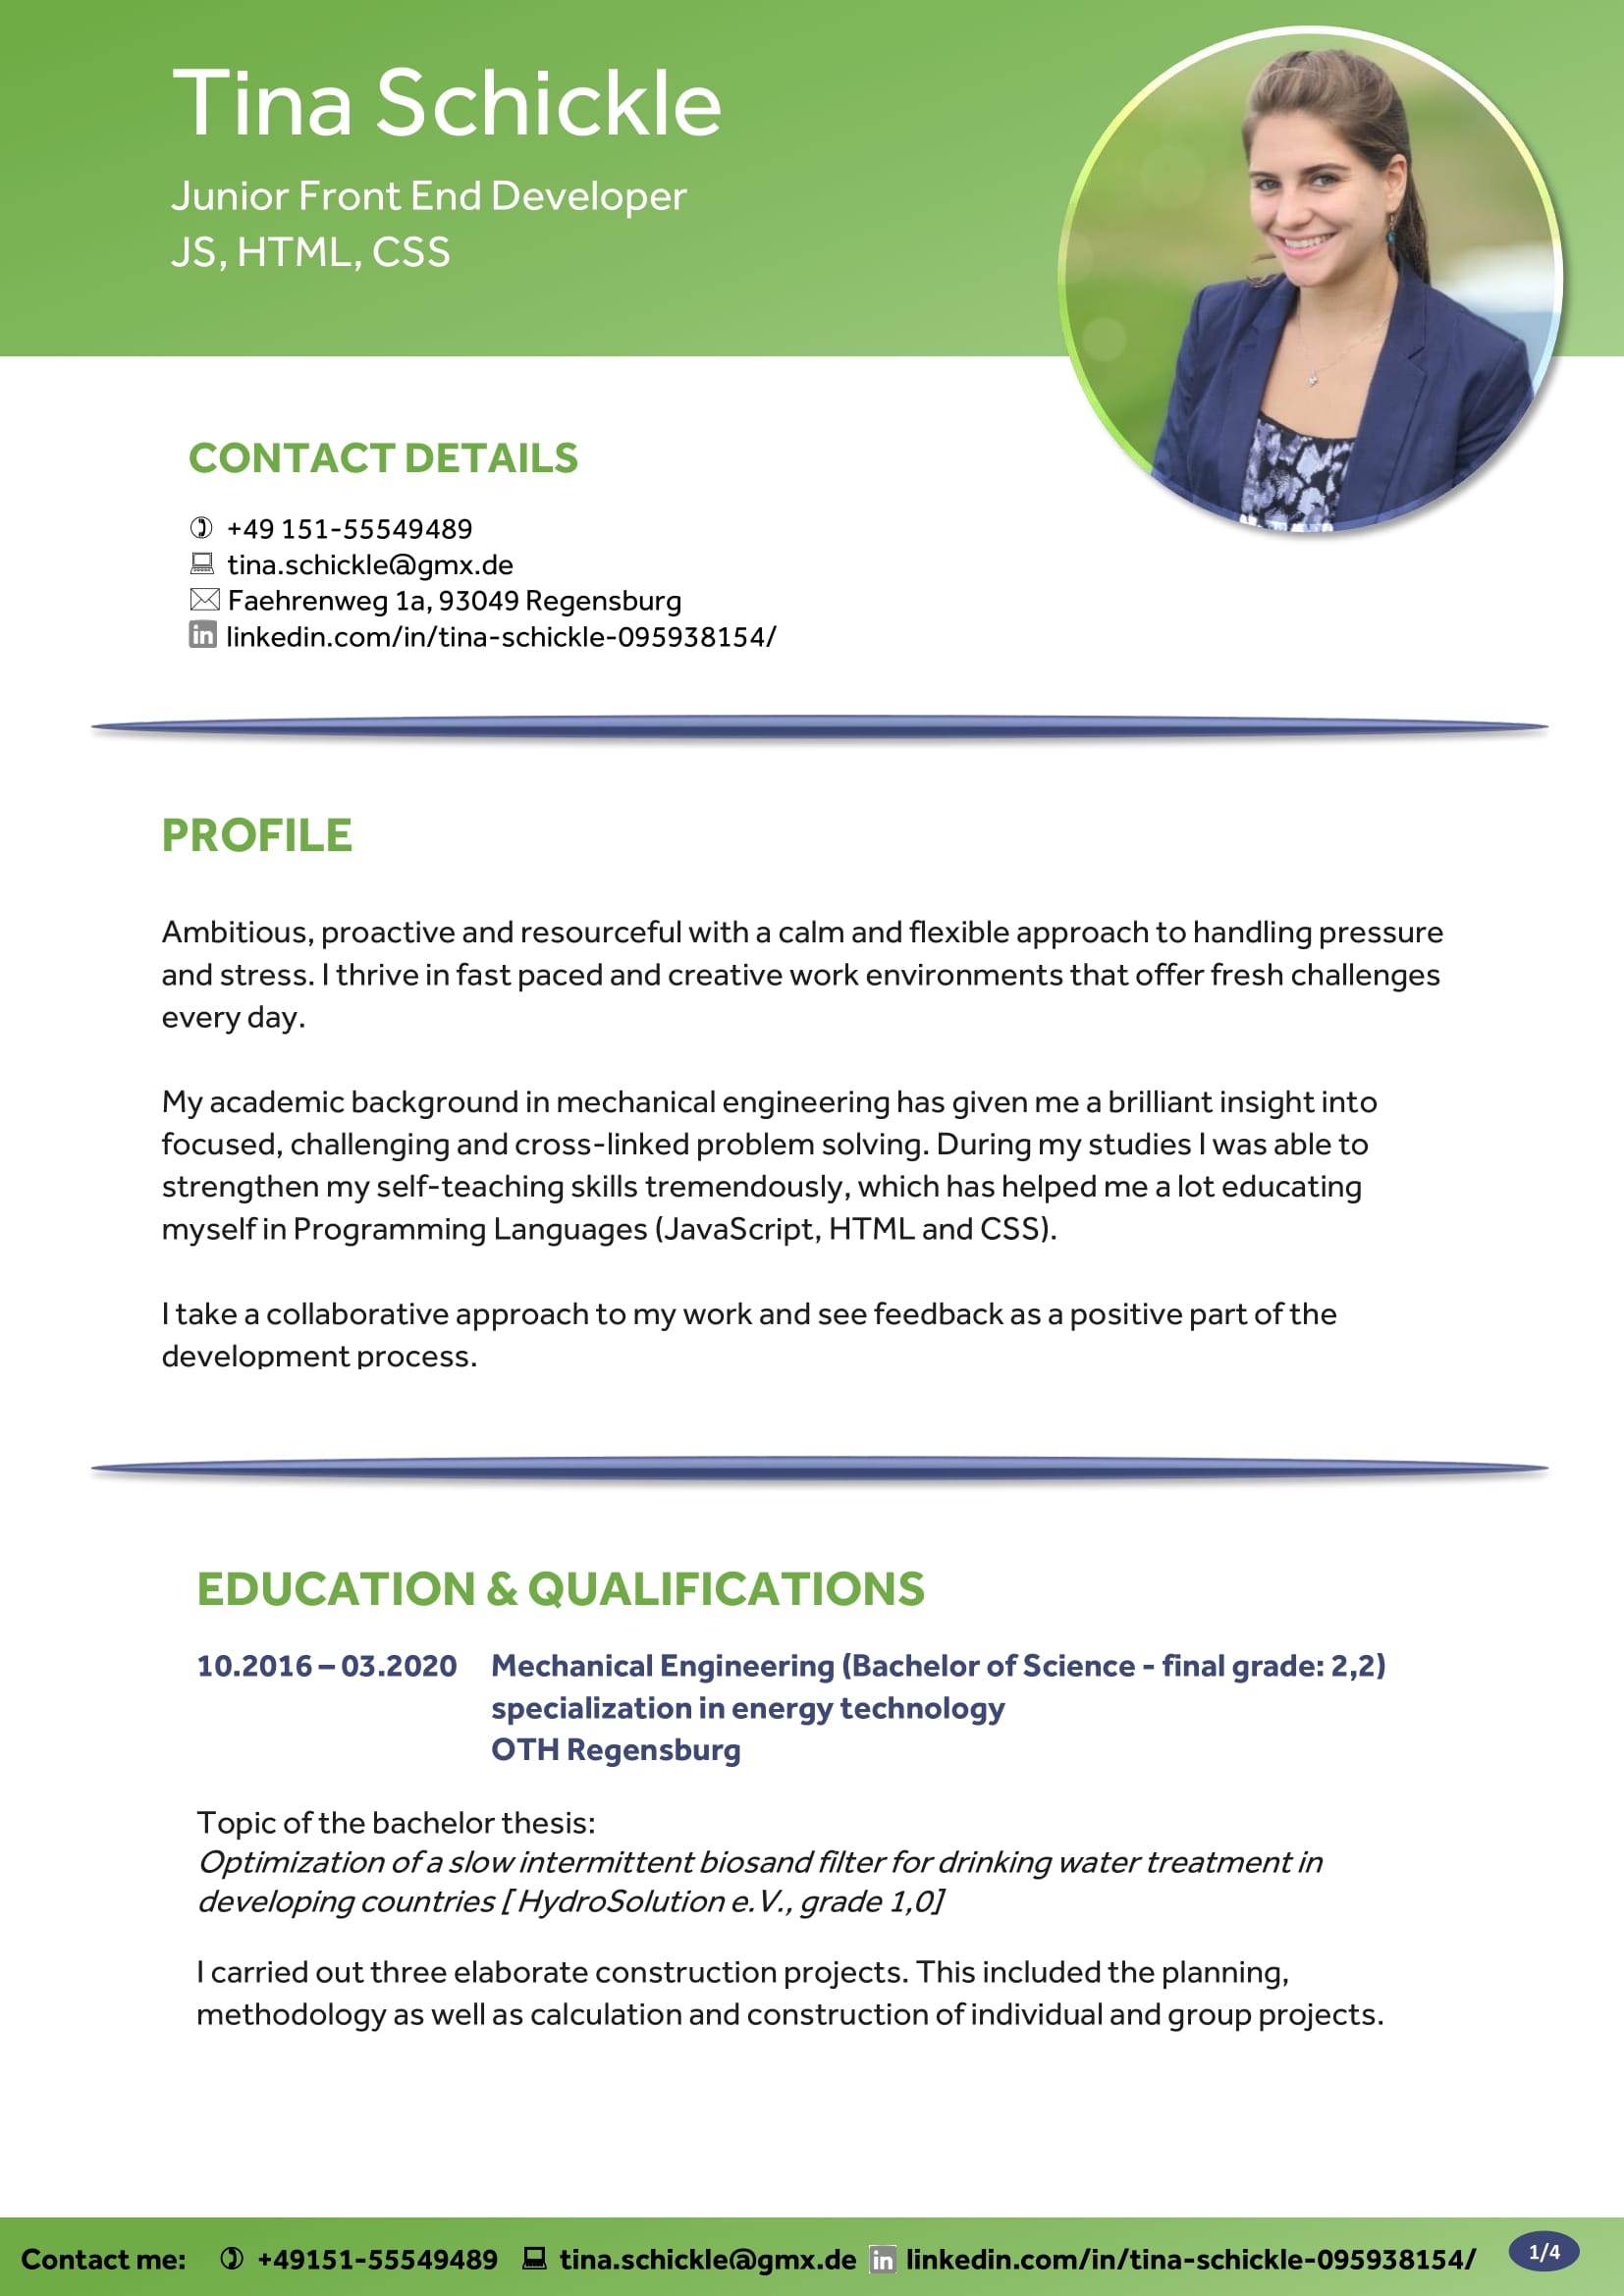 Tina Schickle
Junior Front End Developer
JS, HTML, CSS
CONTACT DETAILS
+49 151-55549489
tina.schickle@gmx.de
Faehrenweg 1a, 93049 Regensburg
in linkedin.com/in/tina-schickle-095938154/
PROFILE
Ambitious, proactive and resourceful with a calm and flexible approach to handling pressure
and stress. I thrive in fast paced and creative work environments that offer fresh challenges
every day.
My academic background in mechanical engineering has given me a brilliant insight into
focused, challenging and cross-linked problem solving. During my studies I was able to
strengthen my self-teaching skills tremendously, which has helped me a lot educating
myself in Programming Languages (JavaScript, HTML and CSS).
I take a collaborative approach to my work and see feedback as a positive part of the
development process.
EDUCATION & QUALIFICATIONS
10.2016 – 03.2020 Mechanical Engineering (Bachelor of Science - final grade: 2,2)
specialization in energy technology
OTH Regensburg
Topic of the bachelor thesis:
Optimization of a slow intermittent biosand filter for drinking water treatment in
developing countries [ HydroSolution e.V., grade 1,0]
I carried out three elaborate construction projects. This included the planning,
methodology as well as calculation and construction of individual and group projects.
Contact me: +49151-55549489 tina.schickle@gmx.de in linkedin.com/in/tina-schickle-095938154/ 1/4